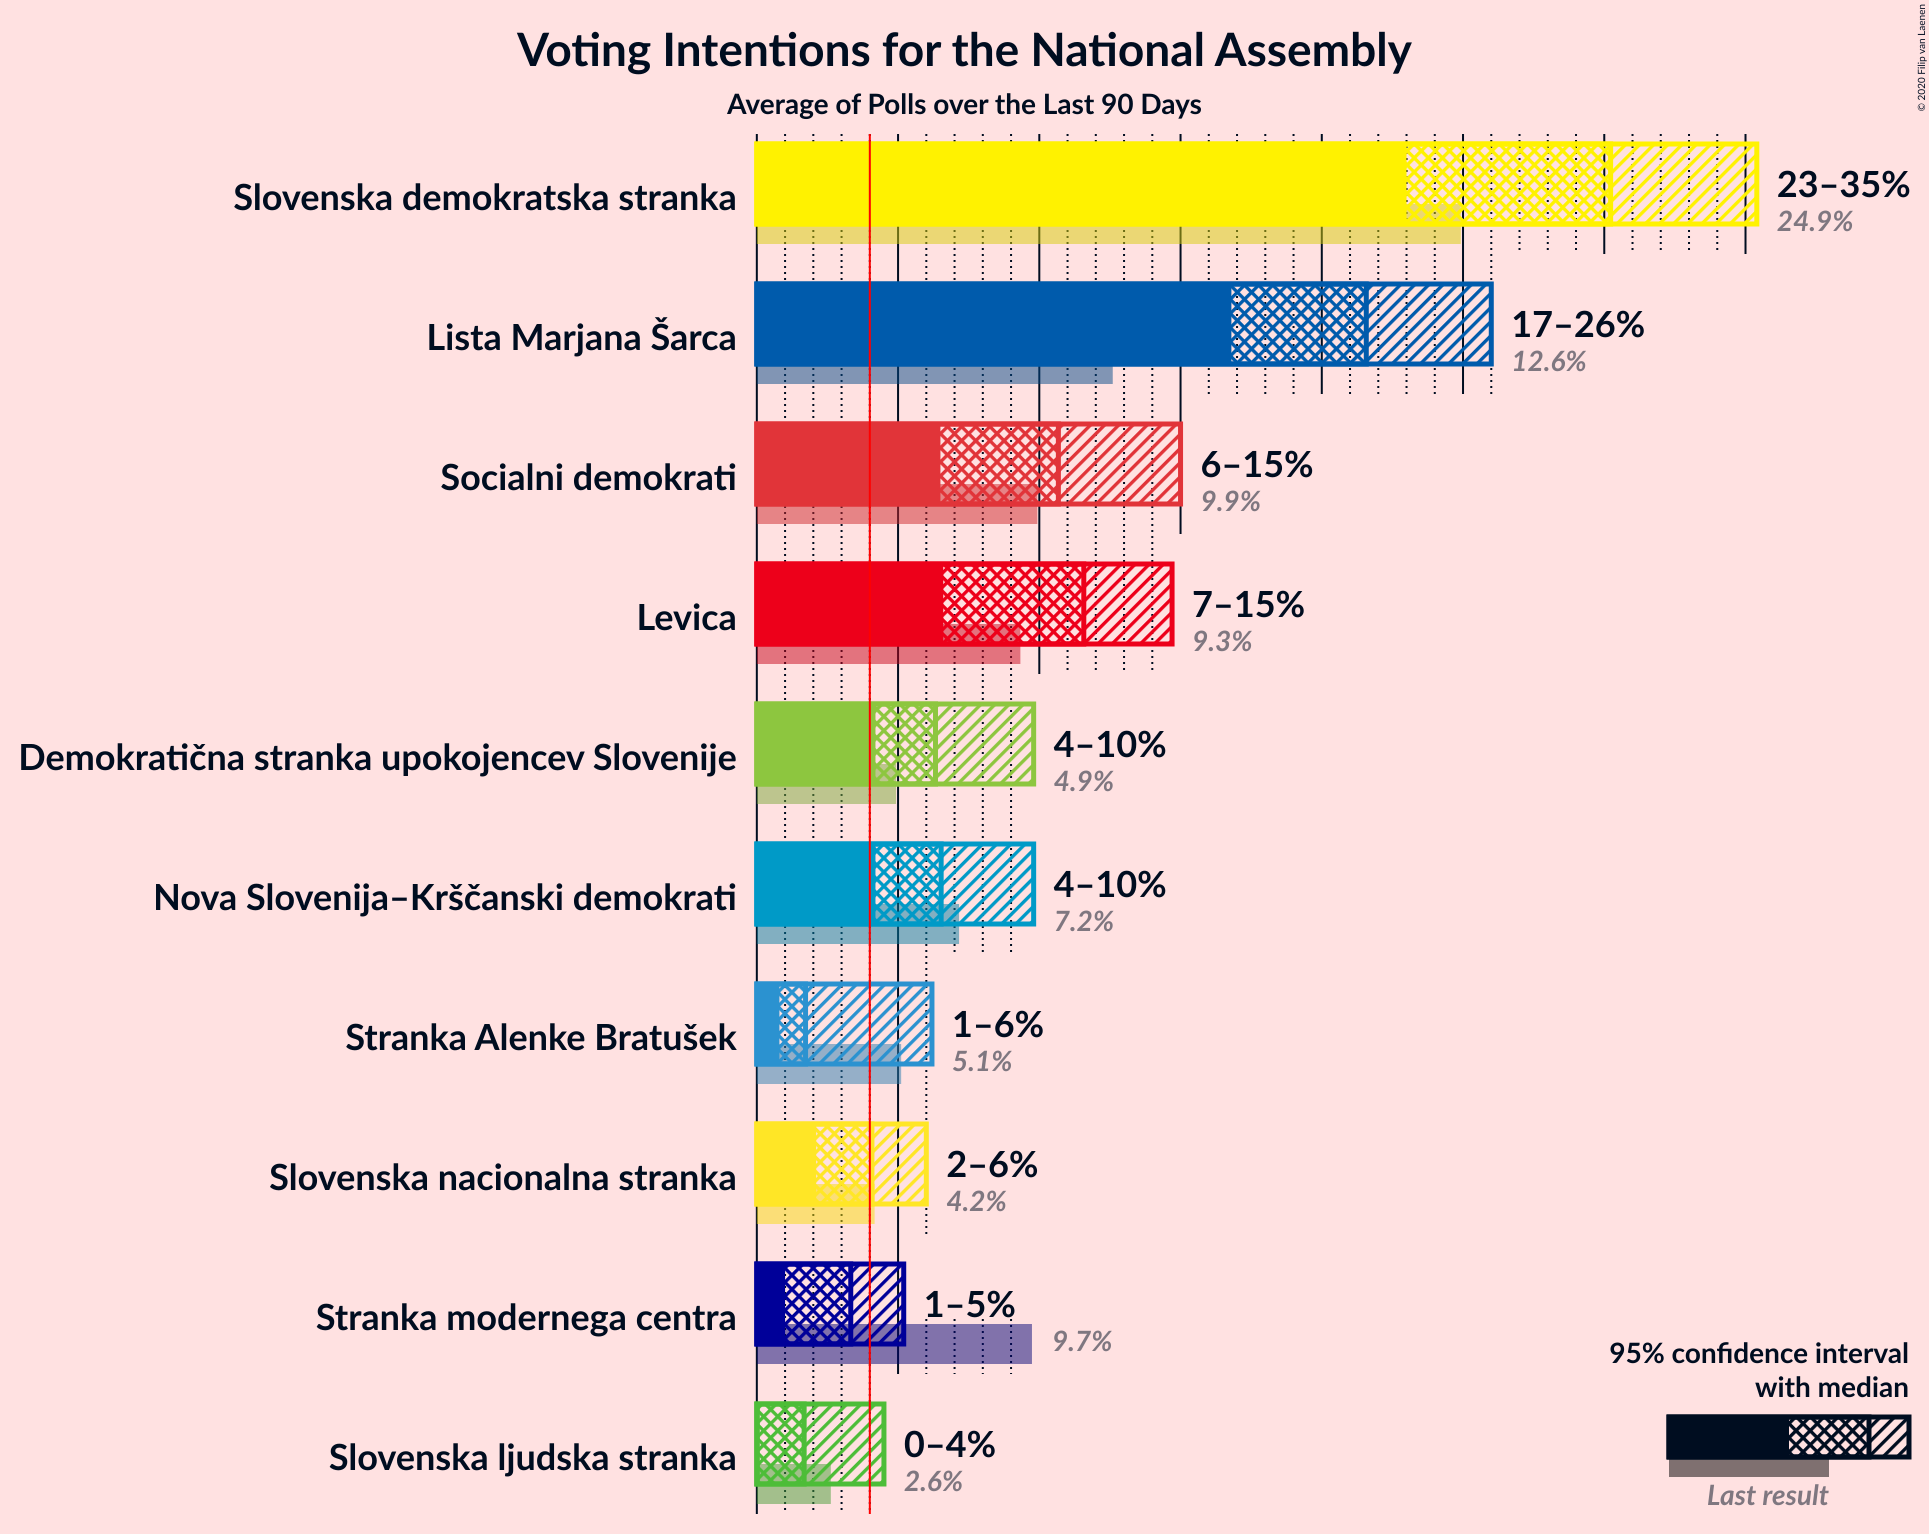 Voting Intentions for the National Assembly
Average of Polls over the Last 90 Days
© 2020 Filip van Laenen
Slovenska demokratska stranka
23–35%
24.9%
Lista Marjana Šarca
17–26%
12.6%
Socialni demokrati
6–15%
9.9%
Levica
7–15%
9.3%
Demokratična stranka upokojencev Slovenije
4–10%
4.9%
Nova Slovenija–Krščanski demokrati
4–10%
7.2%
Stranka Alenke Bratušek
1–6%
5.1%
Slovenska nacionalna stranka
2–6%
4.2%
Stranka modernega centra
1–5%
9.7%
Slovenska ljudska stranka
0–4%
2.6%
95% confidence interval
with median
Last result